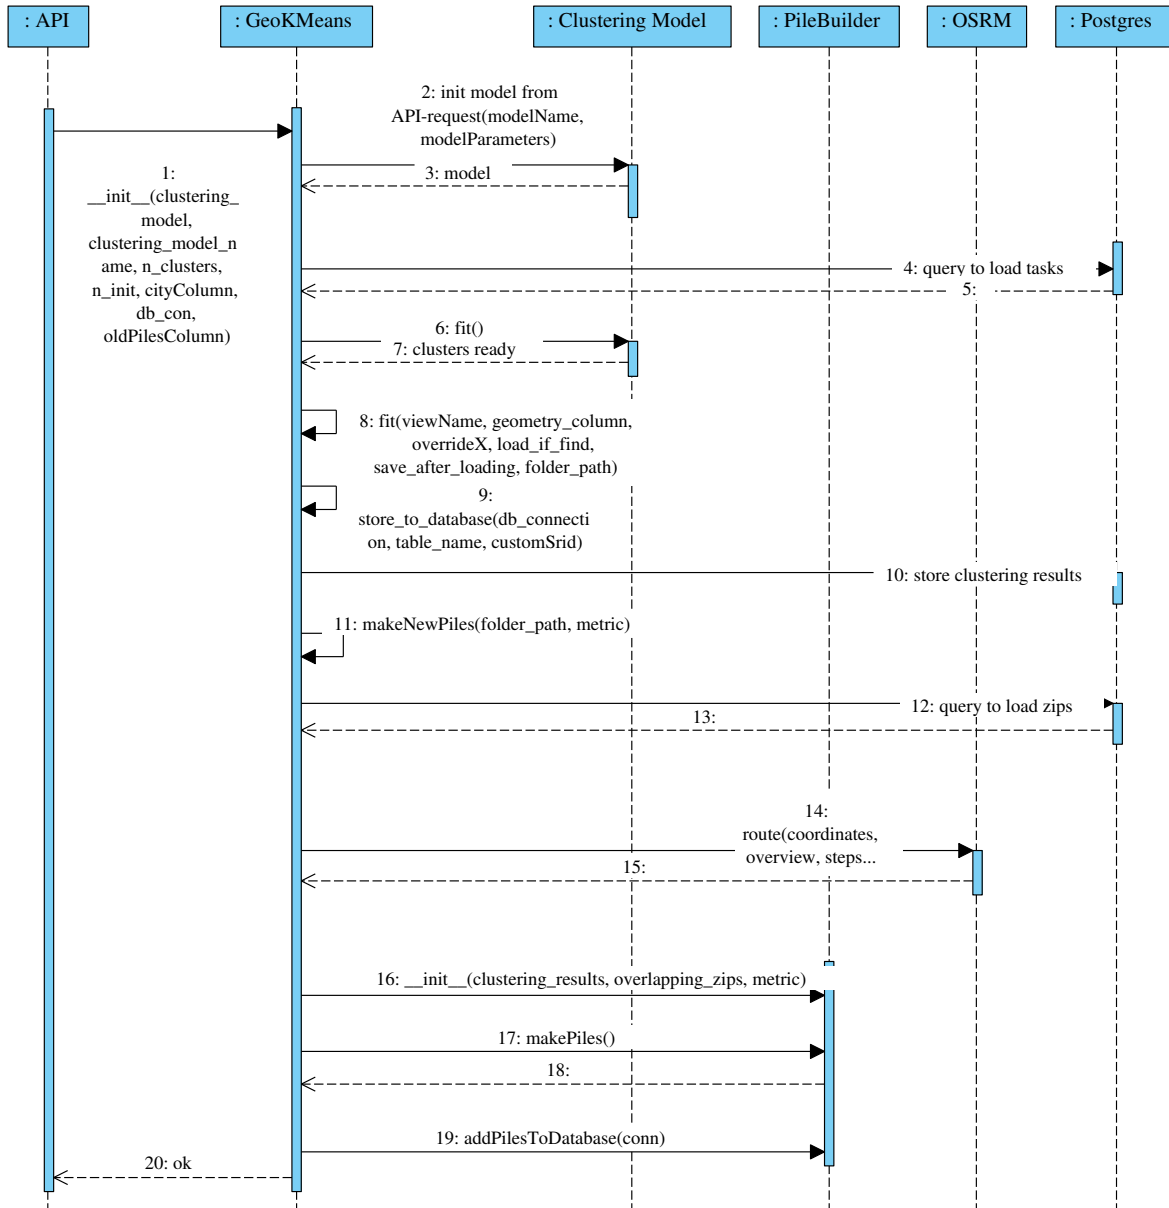 : API
: GeoKMeans
: Clustering Model
: PileBuilder
: OSRM
: Postgres
1:
__init__(clustering_
model,
clustering_model_n
ame, n_clusters,
n_init, cityColumn,
db_con,
oldPilesColumn)
2: init model from
API-request(modelName,
modelParameters)
3: model
4: query to load tasks
5:
6: fit()
7: clusters ready
8: fit(viewName, geometry_column,
overrideX, load_if_find,
save_after_loading, folder_path)
9:
store_to_database(db_connecti
on, table_name, customSrid)
10: store clustering results
11: makeNewPiles(folder_path, metric)
12: query to load zips
13:
14:
route(coordinates,
overview, steps...
15:
16: __init__(clustering_results, overlapping_zips, metric)
17: makePiles()
18:
19: addPilesToDatabase(conn)
20: ok